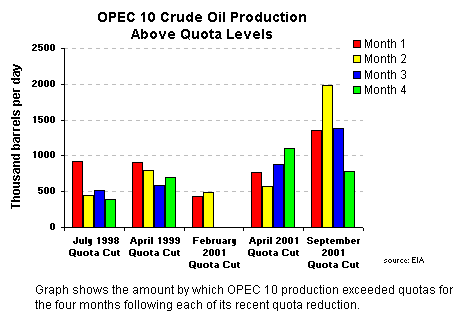 OPEC 10 Crude Oil Production
Above Quota Levels
Thousand barrels per day
2500
2000
1500
1000
500
0
Month 1
Month 2
Month 3
Month 4
July 1998
Quota Cut
April 1999
Quota Cut
February
2001
Quota Cut
April 2001
Quota Cut
September
2001
Quota Cut
source: EIA
Graph shows the amount by which OPEC 10 production exceeded quotas for
the four months following each of its recent quota reduction.